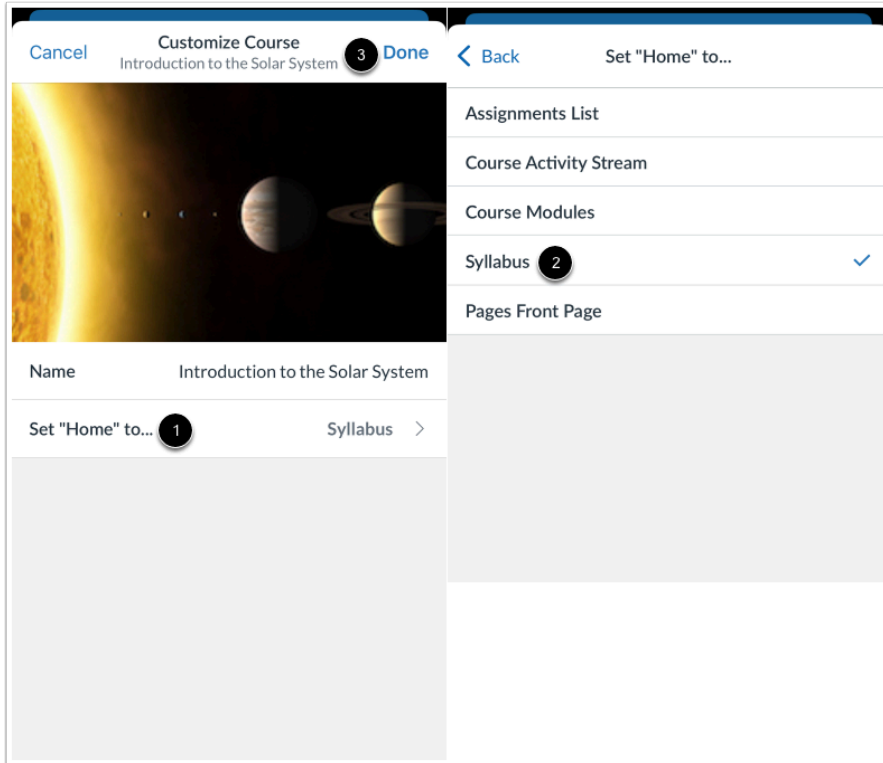 Cancel
Customize Course
Introduction to the Solar System
3
Done
Name
Introduction to the Solar System
Set "Home" to...
1
Syllabus
Back
Set "Home" to...
Assignments List
Course Activity Stream
Course Modules
Syllabus
2
Pages Front Page